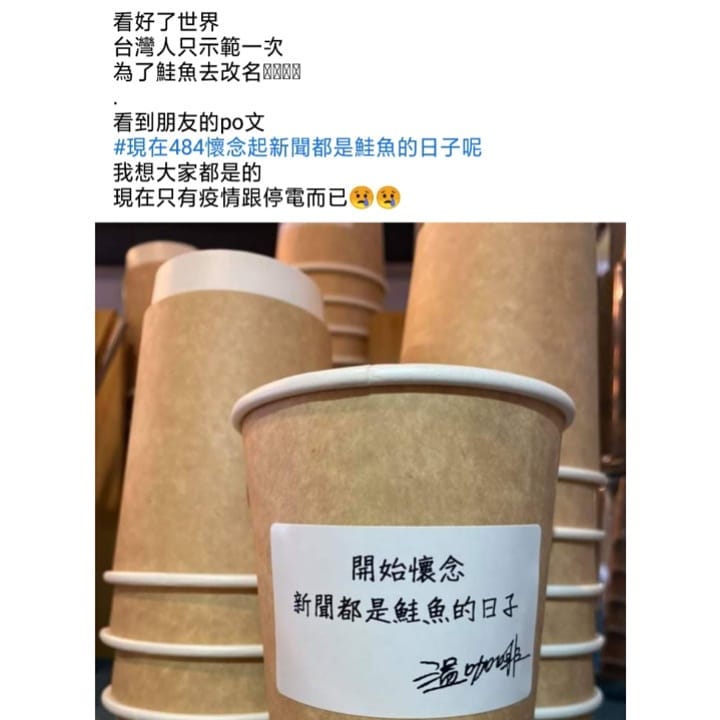 看好了世界
台灣人只示範一次
為了鮭魚去改名
.
看到朋友的po文
#現在484懷念起新聞都是鮭魚的日子呢
我想大家都是的
現在只有疫情跟停電而已😢😢
開始懷念
新聞都是鮭魚的日子
溫咖啡